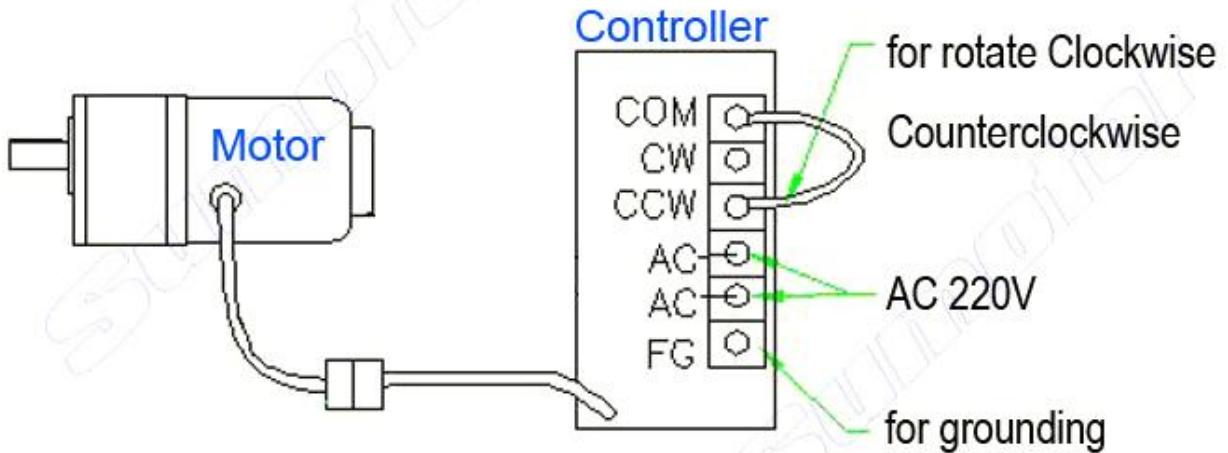 Controller
for rotate Clockwise
COM
Counterclockwise
Motor
CW
CCW
AC
AC 220V
AC
FG
for grounding